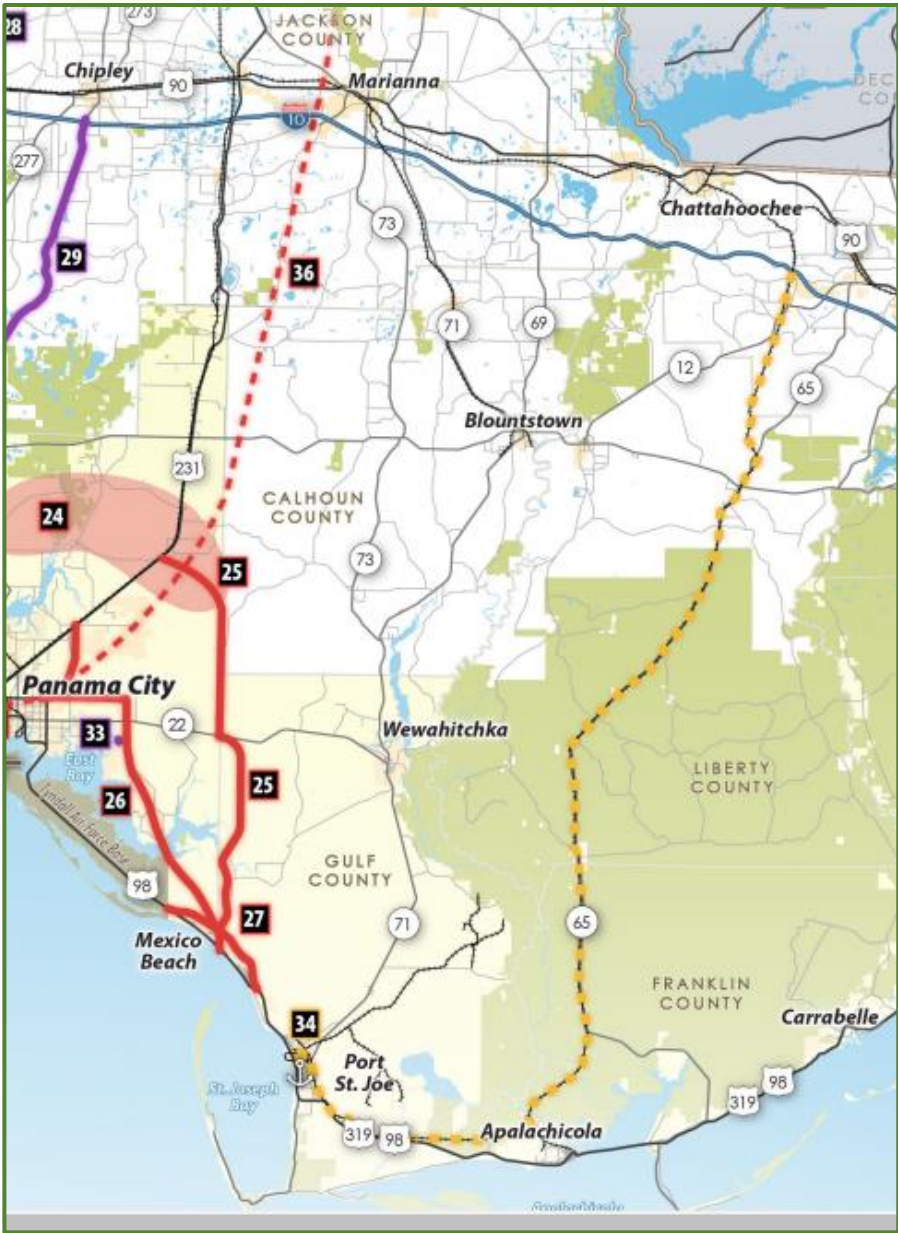 28
273
JACKSON
COUNTY
Chipley
90
Marianna
10
277
73
Chattahoochee
90
29
36
71
69
12
65
Blountstown
231
CALHOUN
COUNTY
24
25
73
Panama City
22
Wewahitchka
33
East
Bay
25
LIBERTY
COUNTY
26
Tyndall Air Force Base
98
GULF
COUNTY
27
71
65
Mexico
Beach
FRANKLIN
COUNTY
Carrabelle
34
Port
St. Joe
St. Joseph
Bay
98
319
319
98
Apalachicola